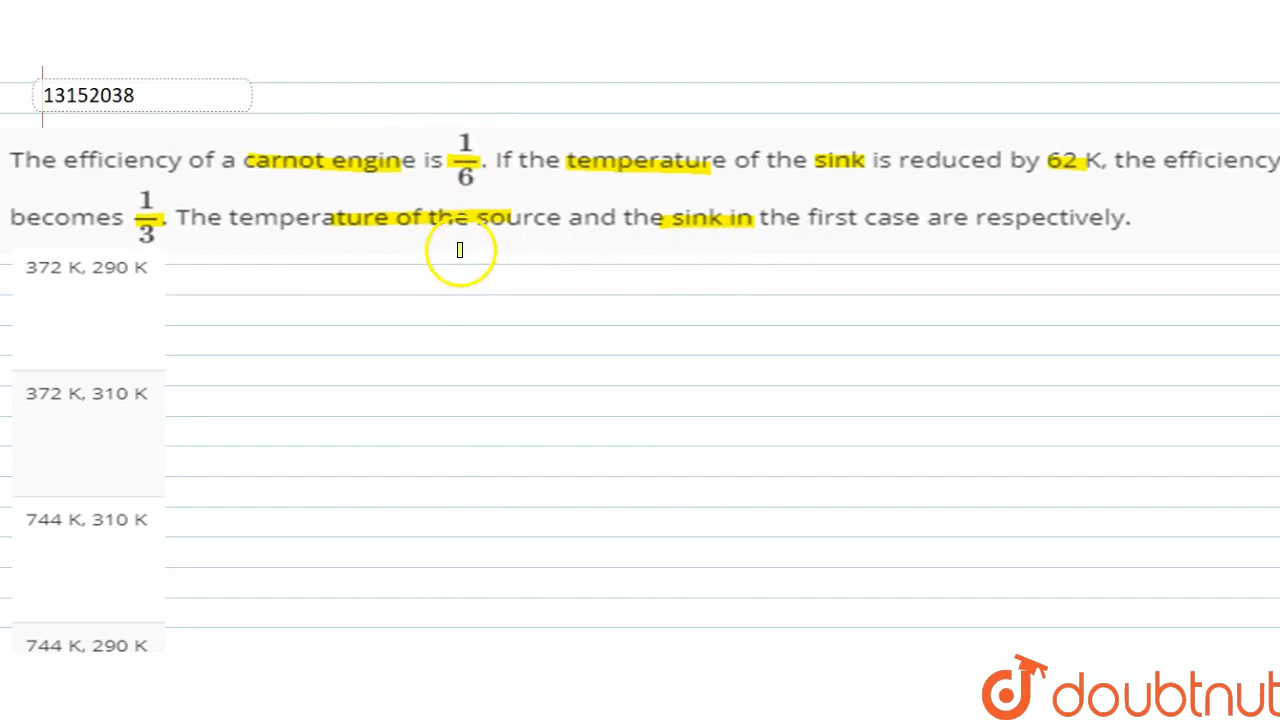 13152038
The efficiency of a carnot engine is 1/6. If the temperature of the sink is reduced by 62 K, the efficiency
becomes 1/3. The temperature of the source and the sink in the first case are respectively.
372 K, 290 K
372 K, 310 K
744 K, 310 K
744 K, 290 K
doubtnut